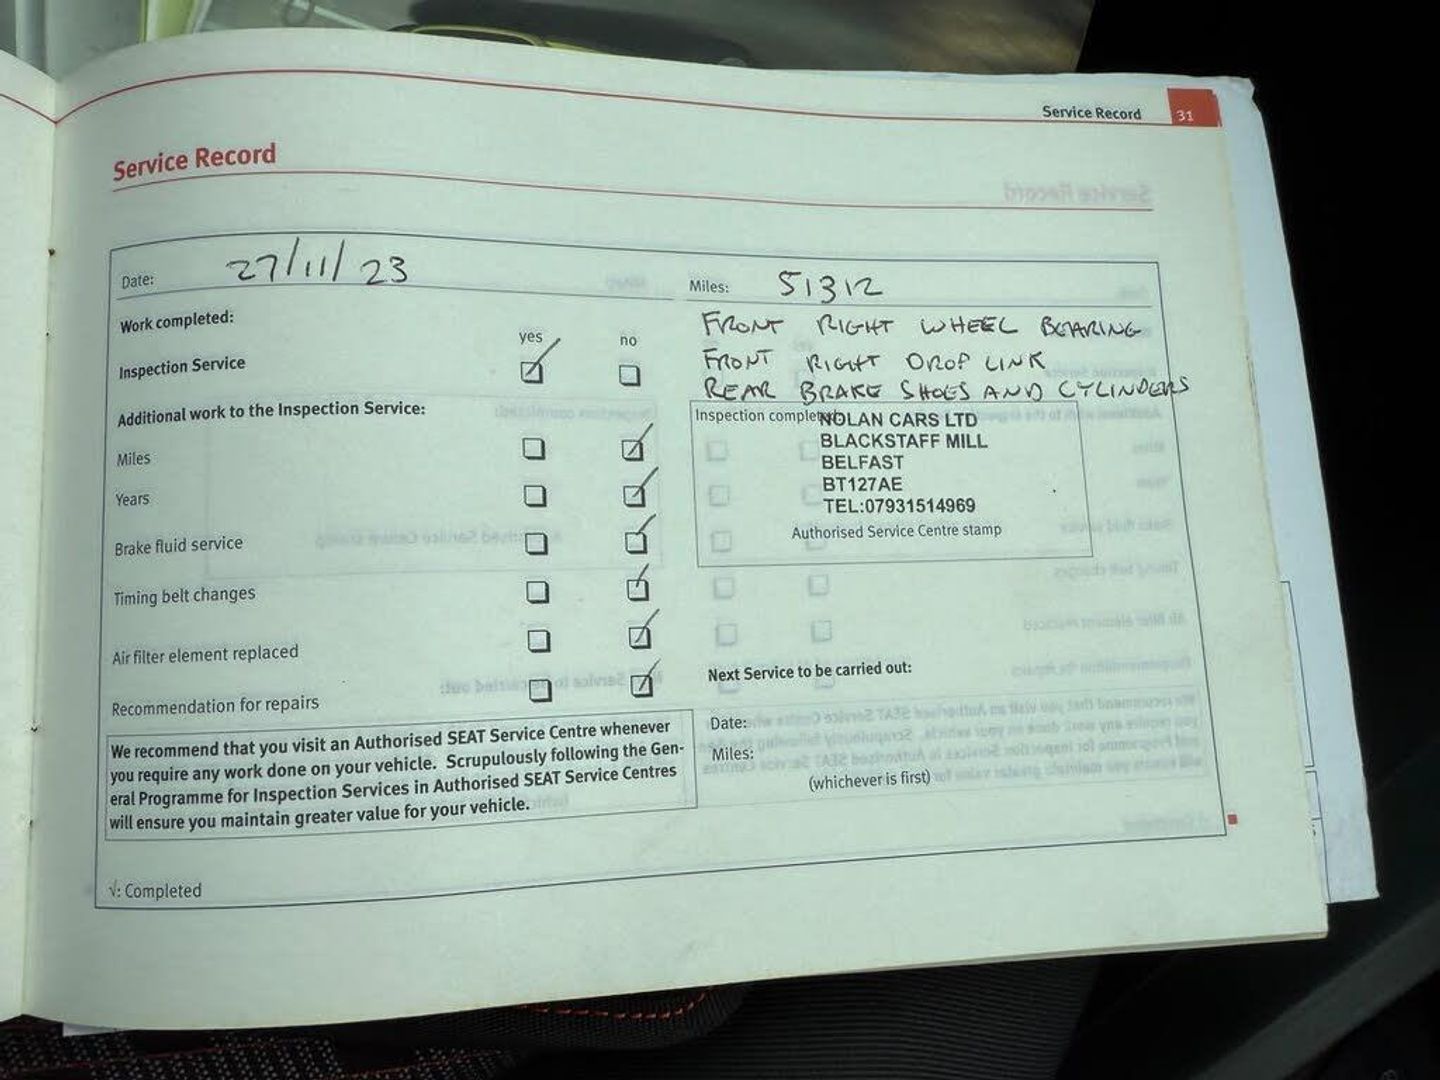 Service Record 31
Service Record
Date: 27/11/23 Miles: 51312
Work completed: yes no
FRONT RIGHT WHEEL BEARING
Inspection Service
FRONT RIGHT DROP LINK
REAR BRAKE SHOES AND CYLINDERS
Additional work to the Inspection Service:
Miles
Years
Brake fluid service
Timing belt changes
Air filter element replaced
Recommendation for repairs
Inspection completed
NOLAN CARS LTD
BLACKSTAFF MILL
BELFAST
BT127AE
TEL:07931514969
Authorised Service Centre stamp
Next Service to be carried out:
Date:
Miles:
(whichever is first)
We recommend that you visit an Authorised SEAT Service Centre whenever
you require any work done on your vehicle. Scrupulously following the Gen-
eral Programme for Inspection Services in Authorised SEAT Service Centres
will ensure you maintain greater value for your vehicle.
√: Completed